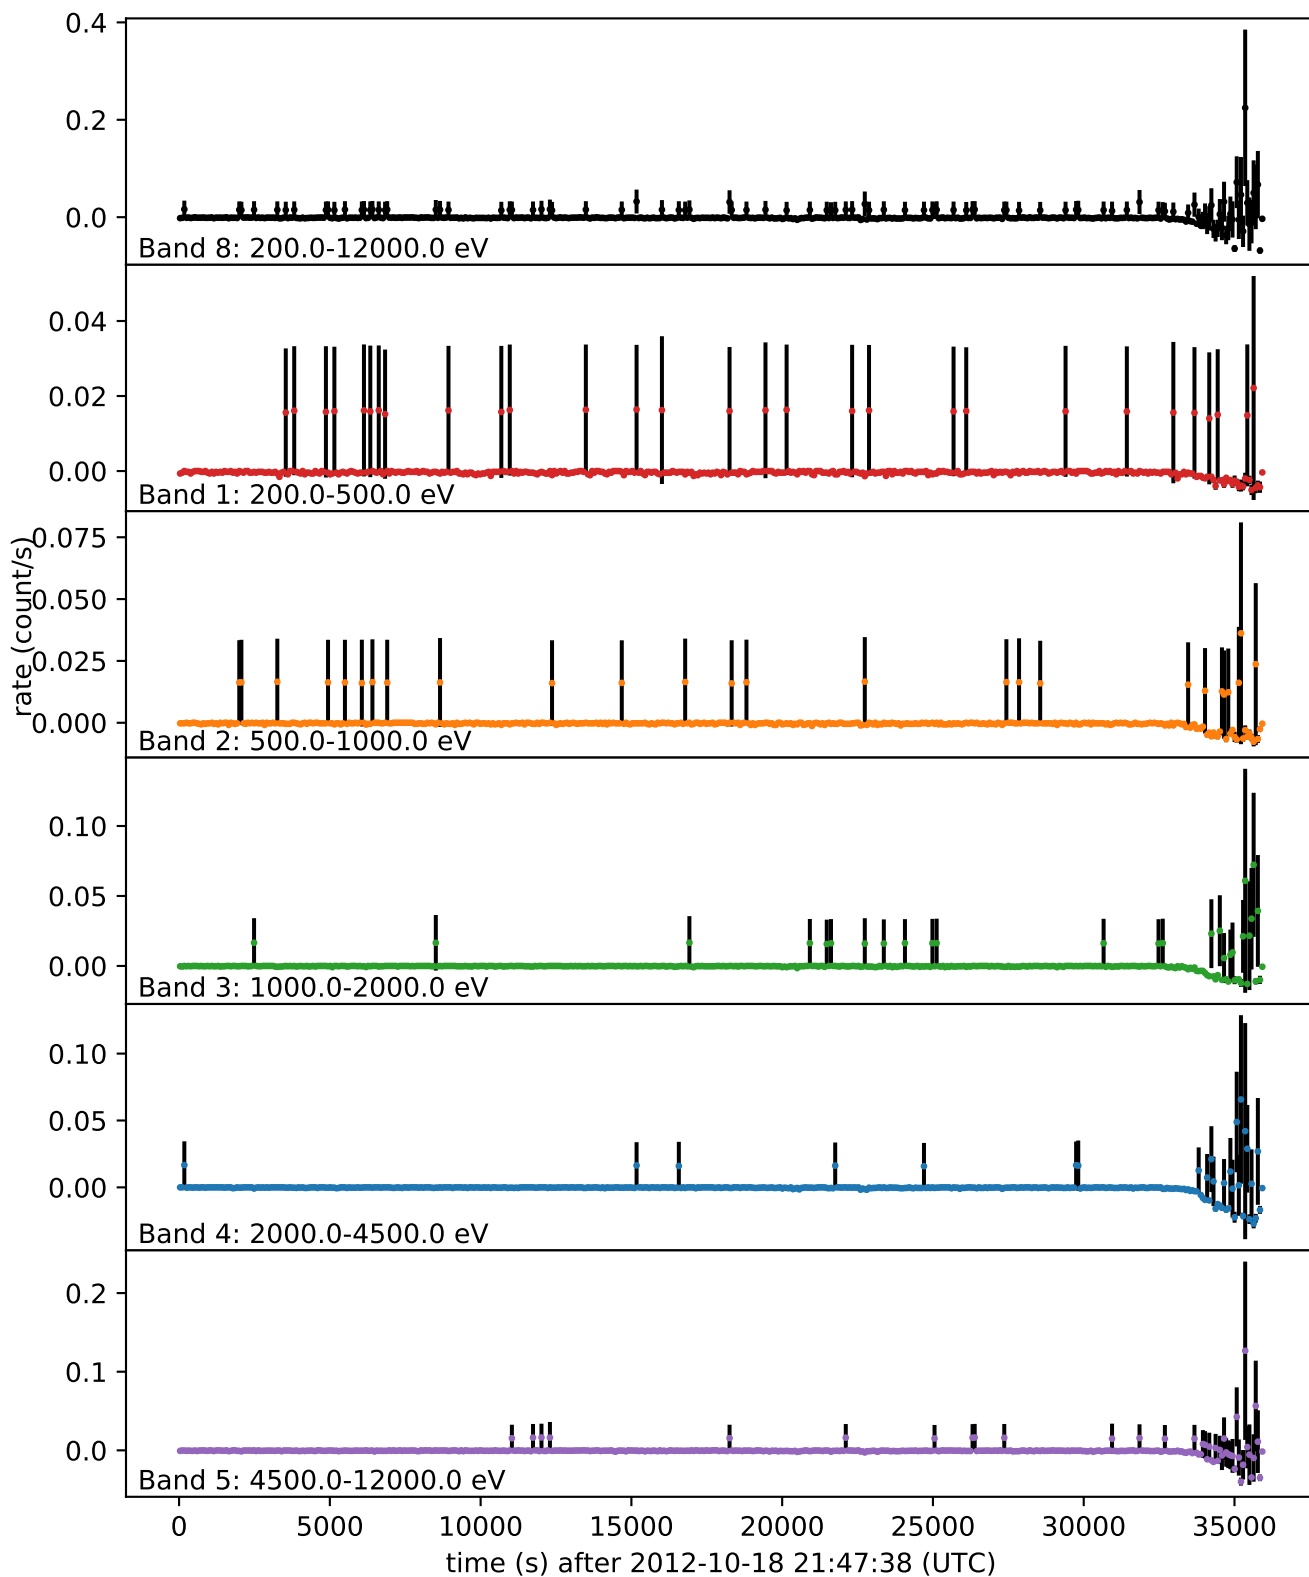 0.4
0.2
0.0
Band 8: 200.0-12000.0 eV
0.04
0.02
0.00
Band 1: 200.0-500.0 eV
rate (count/s)
0.075
0.050
0.025
0.000
Band 2: 500.0-1000.0 eV
0.10
0.05
0.00
Band 3: 1000.0-2000.0 eV
0.10
0.05
0.00
Band 4: 2000.0-4500.0 eV
0.2
0.1
0.0
Band 5: 4500.0-12000.0 eV
0 5000 10000 15000 20000 25000 30000 35000
time (s) after 2012-10-18 21:47:38 (UTC)